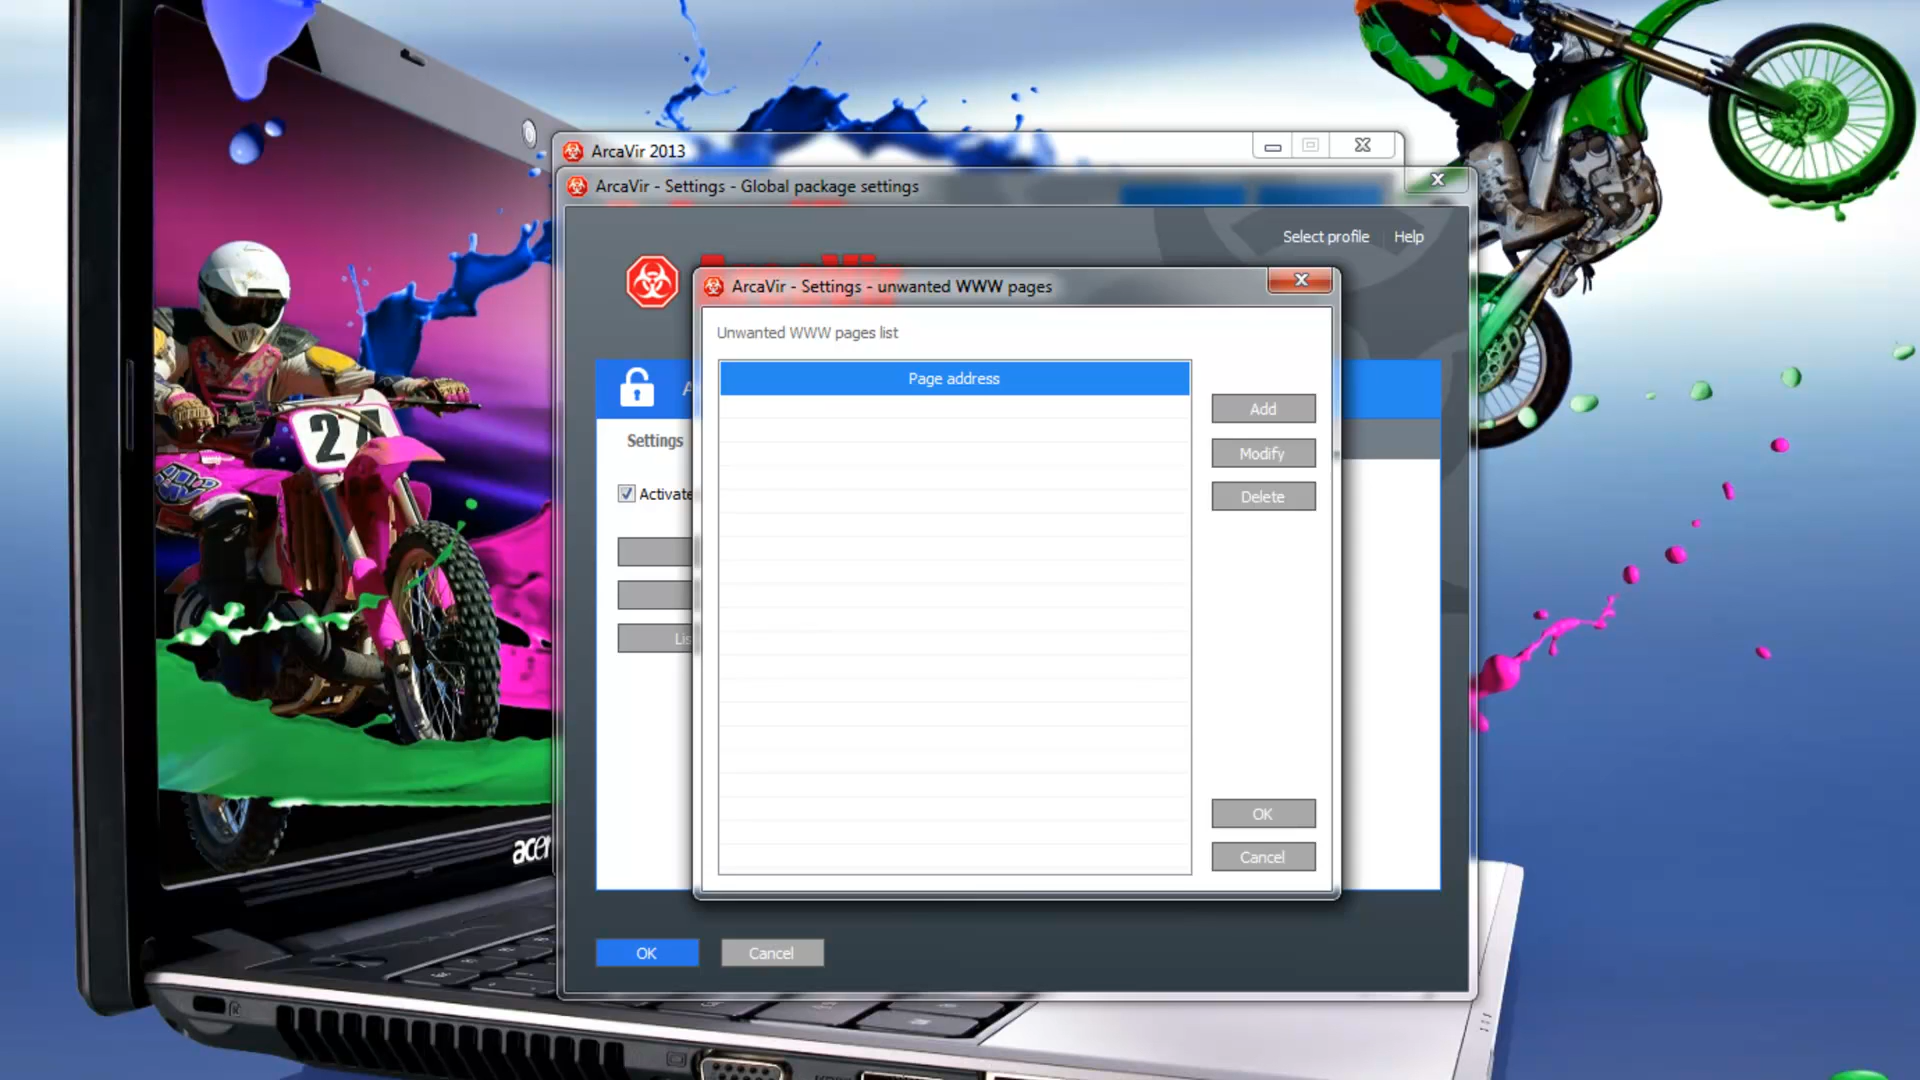 ArcaVir 2013
ArcaVir - Settings - Global package settings
Select profile
Help
ArcaVir - Settings - unwanted WWW pages
Unwanted WWW pages list
Page address
Add
Modify
Delete
Settings
Activate
Lis
OK
Cancel
OK
Cancel
acer